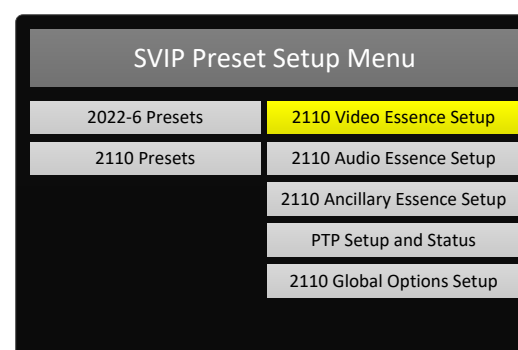 SVIP Preset Setup Menu
2022-6 Presets
2110 Video Essence Setup
2110 Presets
2110 Audio Essence Setup
2110 Ancillary Essence Setup
PTP Setup and Status
2110 Global Options Setup